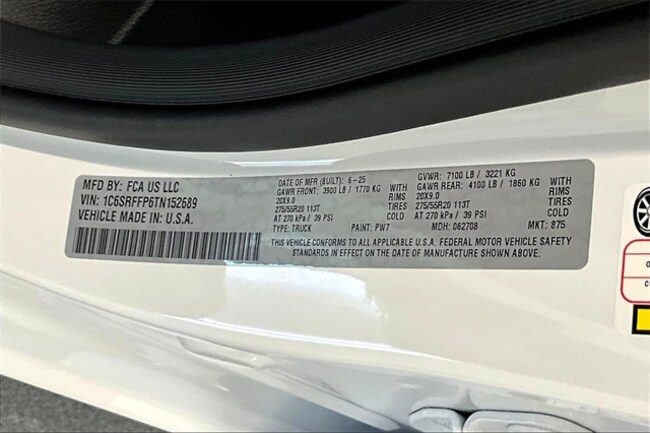 MFD BY: FCA US LLC
VIN: 1C6SRFFP6TN152689
VEHICLE MADE IN U.S.A.
DATE OF MFR (BUILT): 6-25 GVWR: 7100 LB / 3221 KG
GAWR FRONT: 3900 LB / 1770 KG WITH GAWR REAR: 4100 LB / 1860 KG WITH
20X9.0 RIMS 20X9.0 RIMS
275/55R20 113T TIRES 275/55R20 113T TIRES
AT 270 kPa / 39 PSI AT 270 kPa / 39 PSI
TYPE: TRUCK PAINT: PW7 MDH: 062708 MKT: 875
THIS VEHICLE CONFORMS TO ALL APPLICABLE U.S.A. FEDERAL MOTOR VEHICLE SAFETY
STANDARDS IN EFFECT ON THE DATE OF MANUFACTURE SHOWN ABOVE.